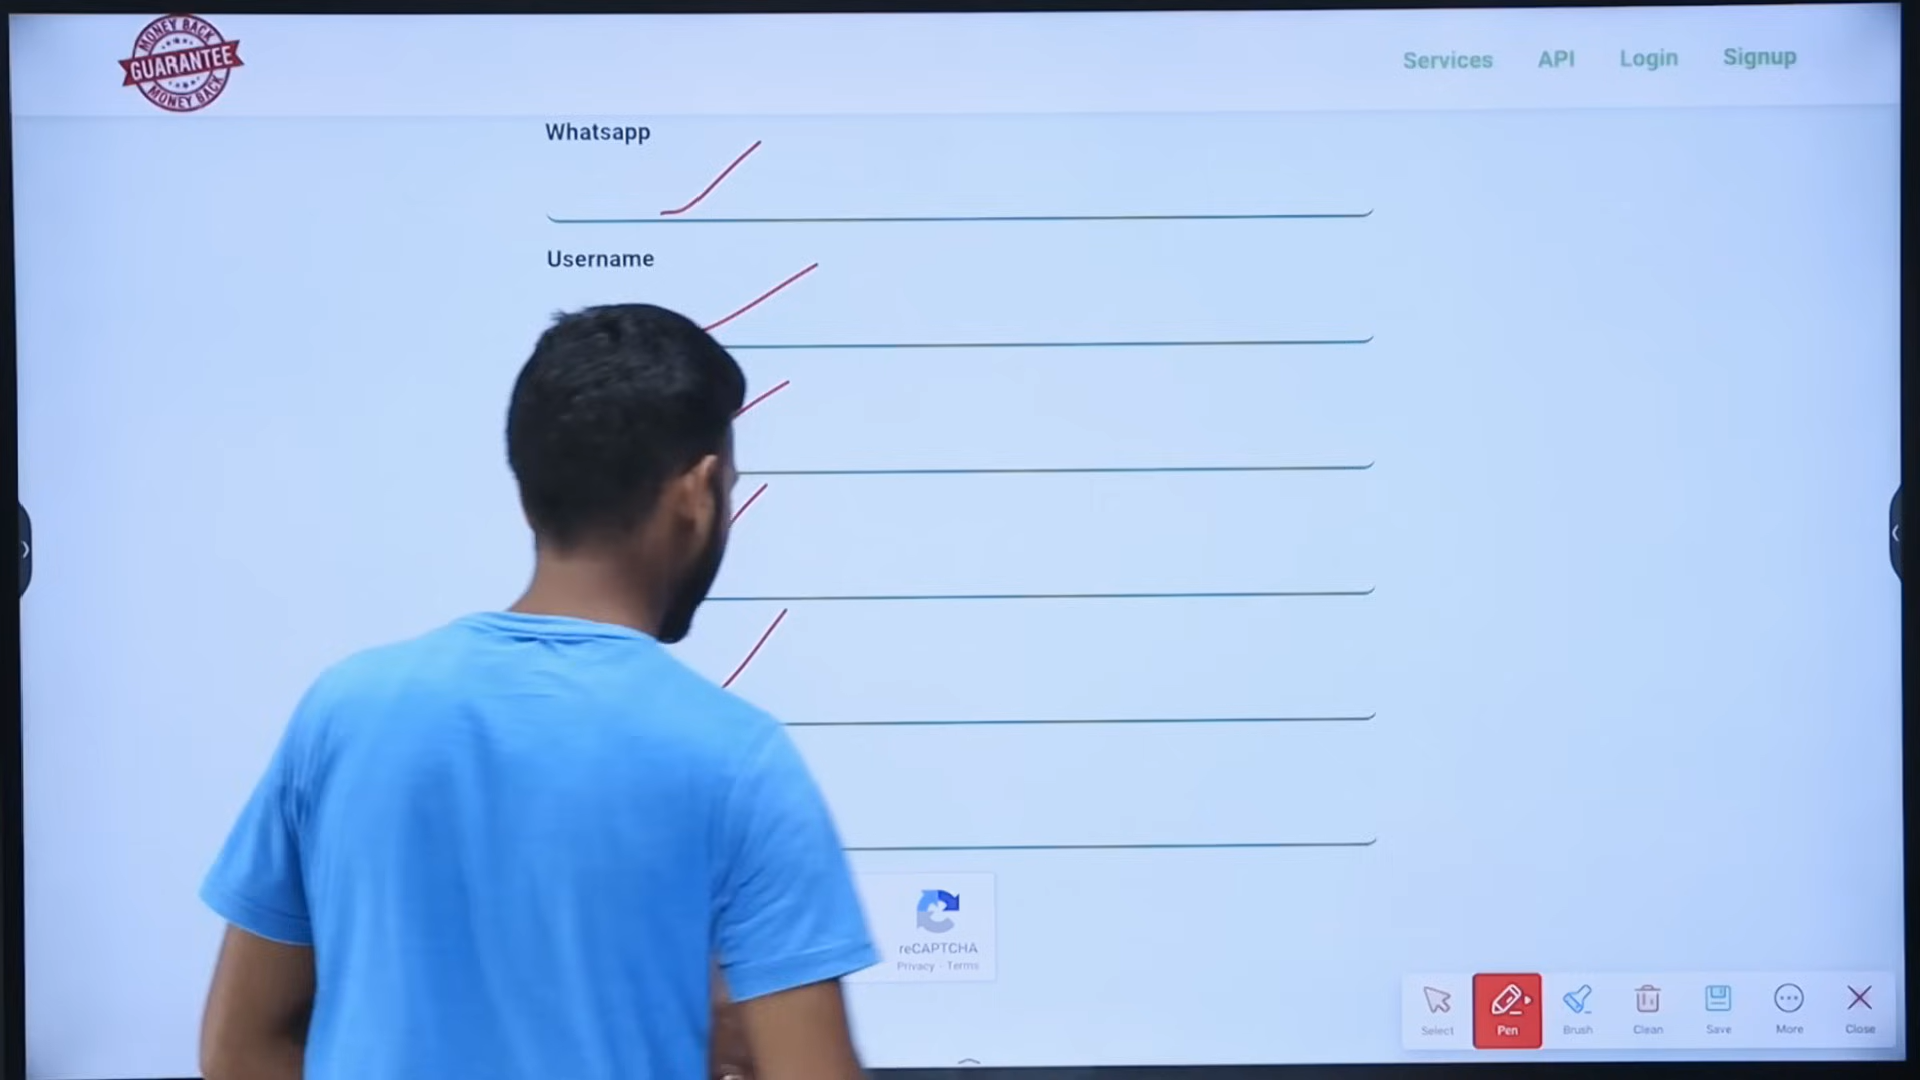 MONEY BACK
GUARANTEE
MONEY BACK
Services API Login Signup
Whatsapp
Username
reCAPTCHA
Privacy - Terms
Select Pen Brush Clean Save More Close